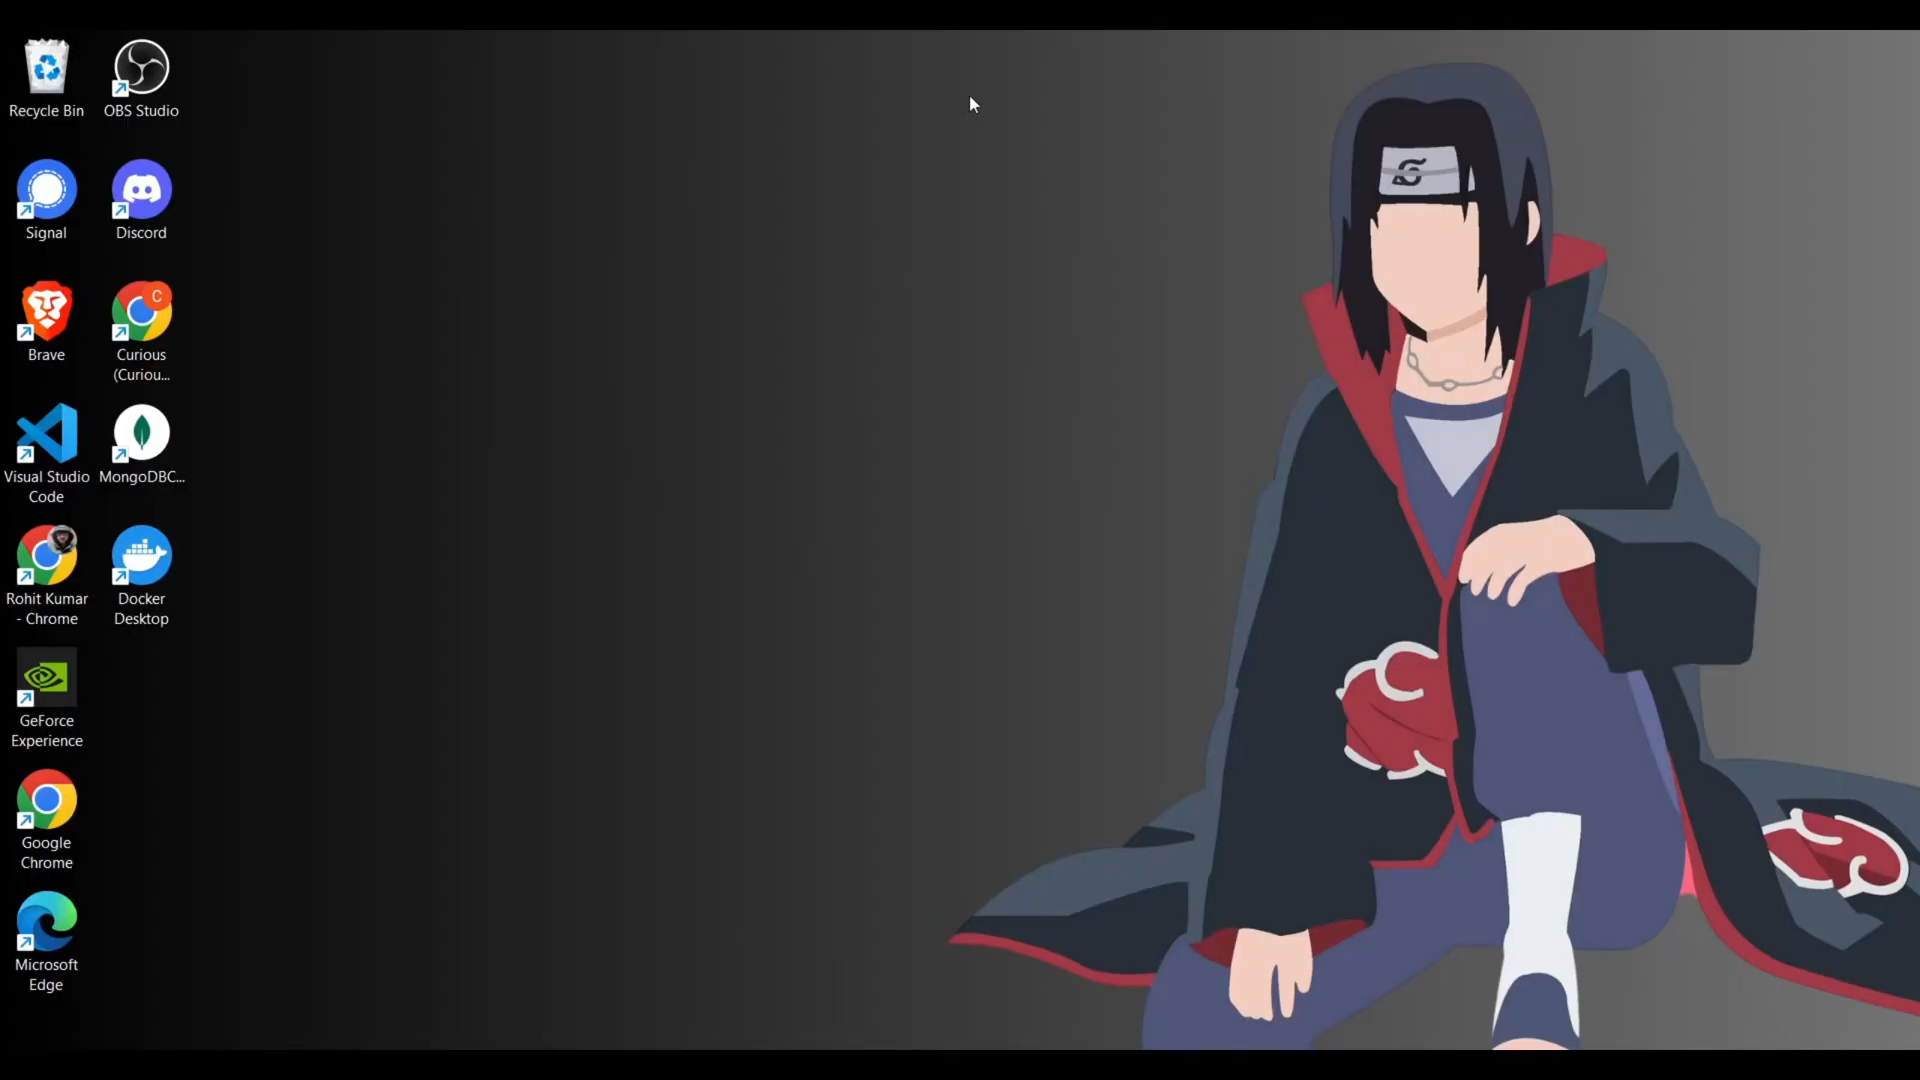 Recycle Bin
OBS Studio
Signal
Discord
Brave
Curious
(Curiou...
Visual Studio
Code
MongoDBC...
Rohit Kumar
- Chrome
Docker
Desktop
GeForce
Experience
Google
Chrome
Microsoft
Edge
C